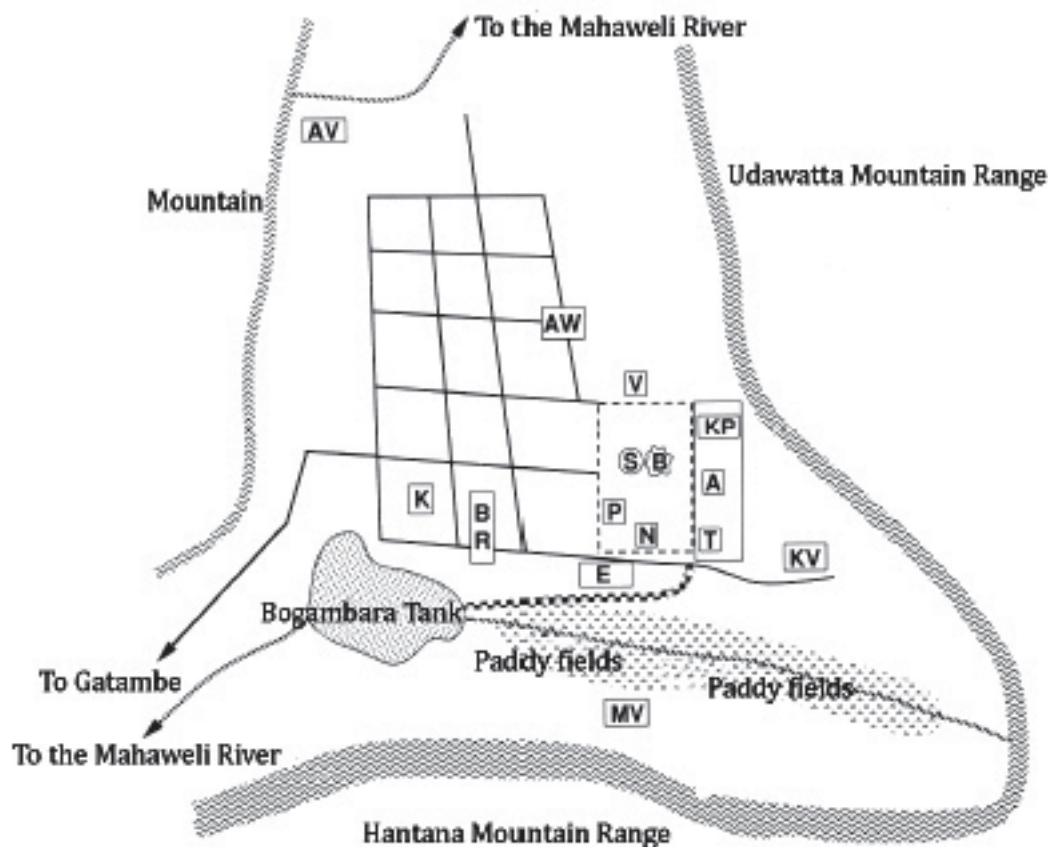 To the Mahaweli River
AV
Udawatta Mountain Range
Mountain
AW
V
KP
S B
A
K
B
R
P
N
T
E
KV
Bogambara Tank
Paddy fields
Paddy fields
To Gatambe
MV
To the Mahaweli River
Hantana Mountain Range